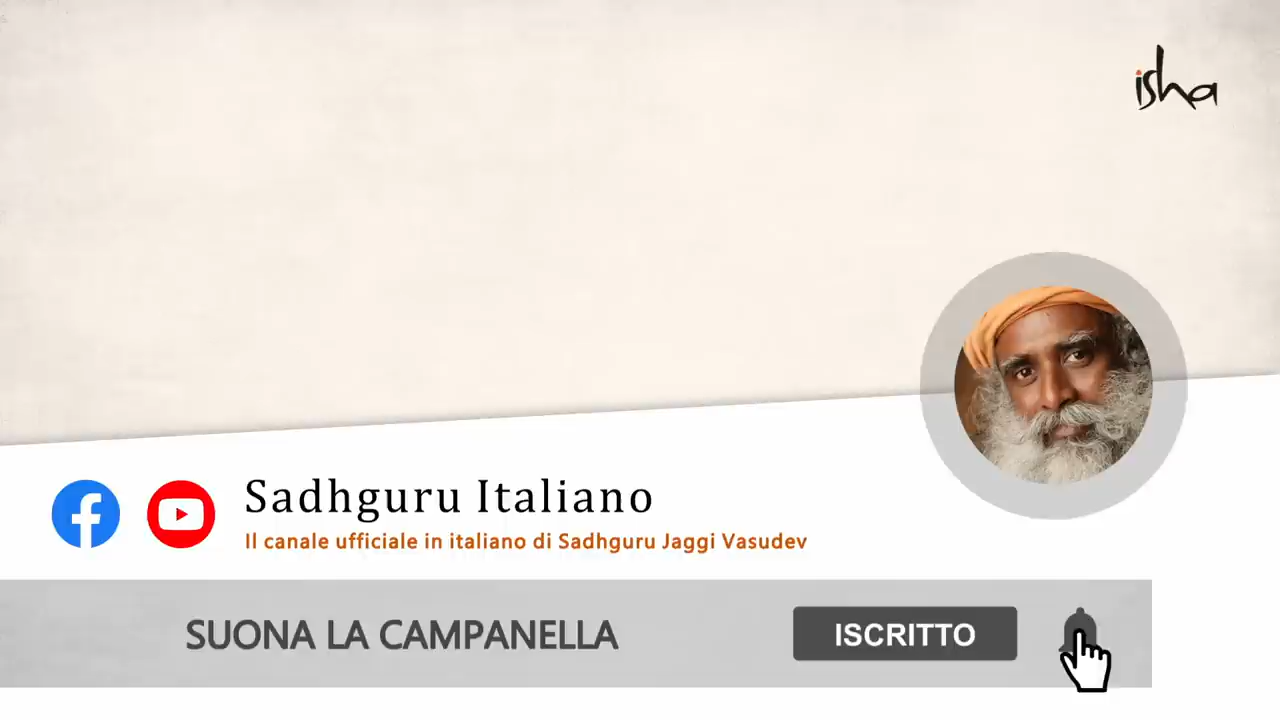 isha
Sadhguru Italiano
Il canale ufficiale in italiano di Sadhguru Jaggi Vasudev
SUONA LA CAMPANELLA
ISCRITTO